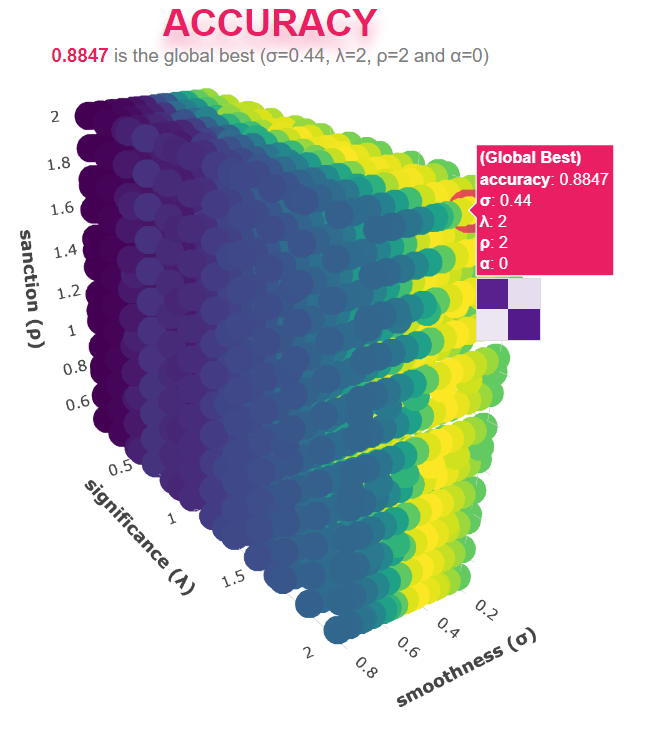 ACCURACY
0.8847 is the global best (σ=0.44, λ=2, ρ=2 and α=0)
(Global Best)
accuracy: 0.8847
σ: 0.44
λ: 2
ρ: 2
α: 0
2
1.8
1.6
1.4
1.2
1
0.8
0.6
sanction (ρ)
0.5
1
1.5
2
significance (λ)
0.8
0.6
0.4
0.2
smoothness (σ)